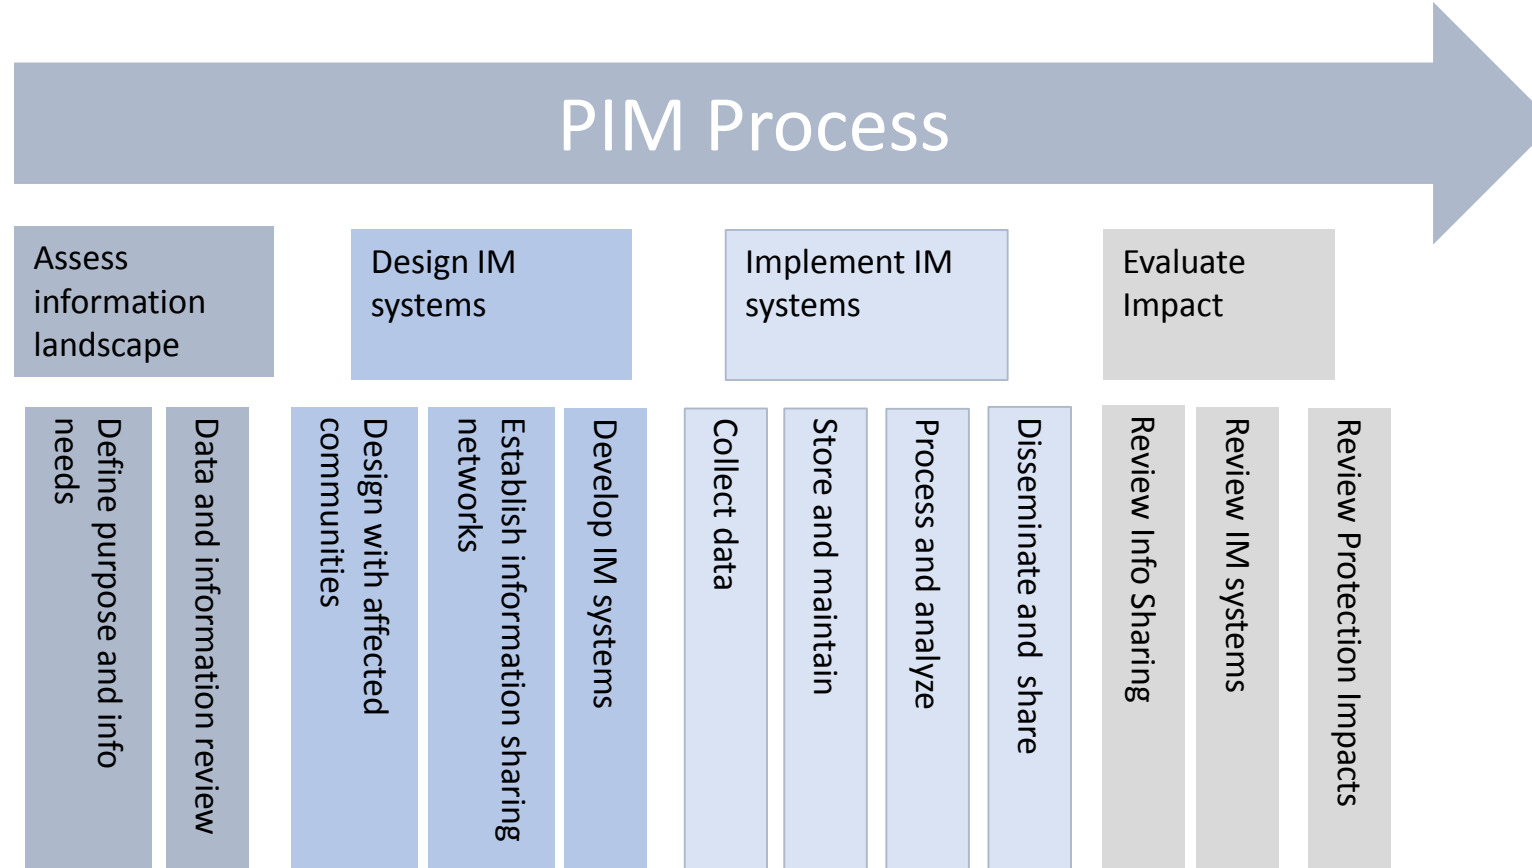 PIM Process
Assess
information
landscape
Design IM
systems
Implement IM
systems
Evaluate
Impact
Define purpose and info
needs
Data and information review
Design with affected
communities
Establish information sharing
networks
Develop IM systems
Collect data
Store and maintain
Process and analyze
Disseminate and  share
Review Info Sharing
Review IM systems
Review Protection Impacts